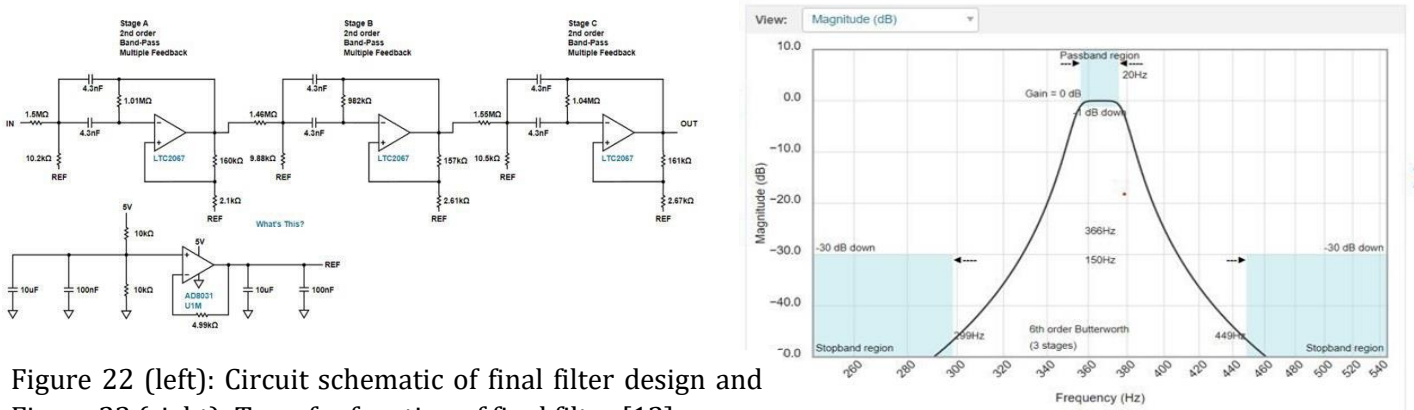 Stage A
2nd order
Band-Pass
Multiple Feedback
Stage B
2nd order
Band-Pass
Multiple Feedback
Stage C
2nd order
Band-Pass
Multiple Feedback
4.3nF
1.01MΩ
1.5MΩ
IN
4.3nF
10.2kΩ
REF
LTC2067
160kΩ
2.1kΩ
REF
4.3nF
982kΩ
1.46MΩ
4.3nF
9.88kΩ
REF
LTC2067
157kΩ
2.61kΩ
REF
4.3nF
1.04MΩ
1.55MΩ
4.3nF
OUT
10.5kΩ
REF
LTC2067
161kΩ
2.67kΩ
REF
What's This?
5V
10kΩ
5V
REF
10uF
100nF
10kΩ
AD8031
U1M
4.99kΩ
10uF
100nF
View: Magnitude (dB)
10.0
0.0
-10.0
-20.0
-30.0
-40.0
Magnitude (dB)
Passband region
20Hz
Gain = 0 dB
-1 dB down
366Hz
150Hz
-30 dB down
-30 dB down
299Hz
449Hz
6th order Butterworth
(3 stages)
Stopband region
Stopband region
260 280 300 320 340 360 380 400 420 440 460 480 500 520 540
Frequency (Hz)
Figure 22 (left): Circuit schematic of final filter design and